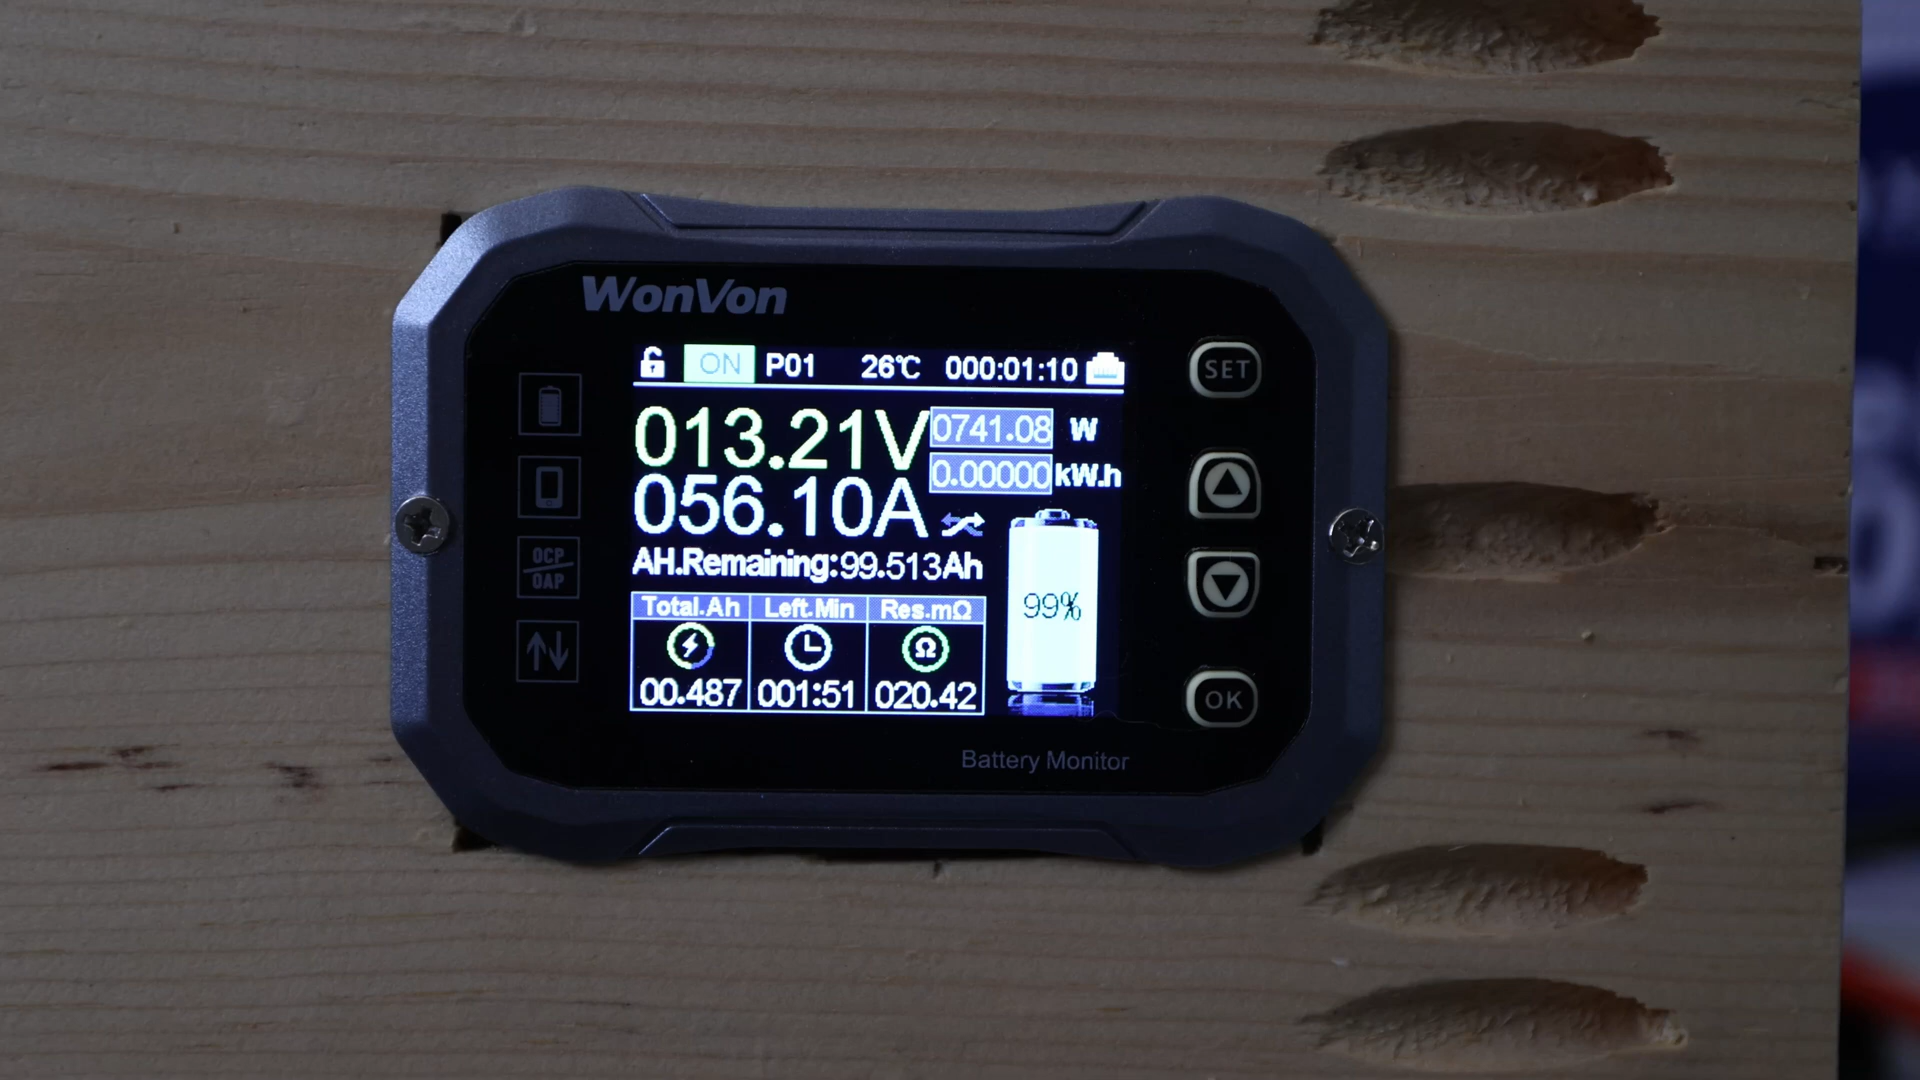 WonVon
ON P01 26℃ 000:01:10
013.21V 0741.08 W
0.00000 kW.h
056.10A
AH.Remaining:99.513Ah
Total.Ah Left.Min Res.mΩ
Ω
00.487 001:51 020.42
99%
Battery Monitor
OCP
OAP
SET
OK